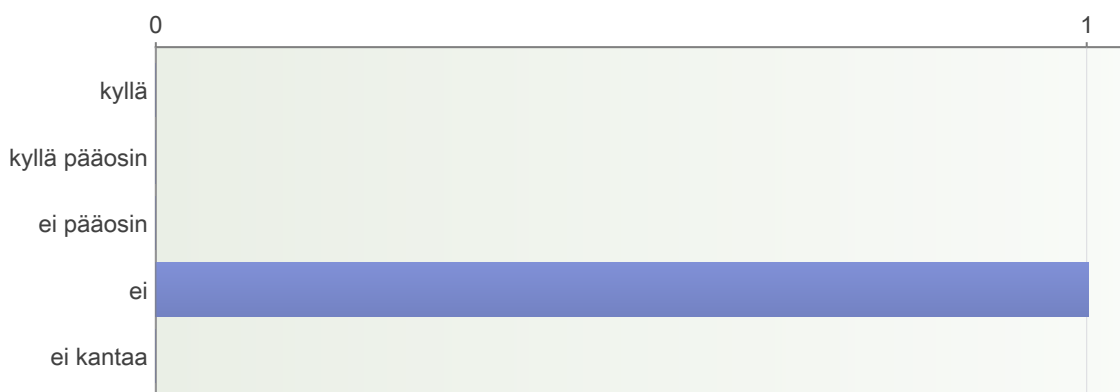 0 1
kyllä
kyllä pääosin
ei pääosin
ei
ei kantaa